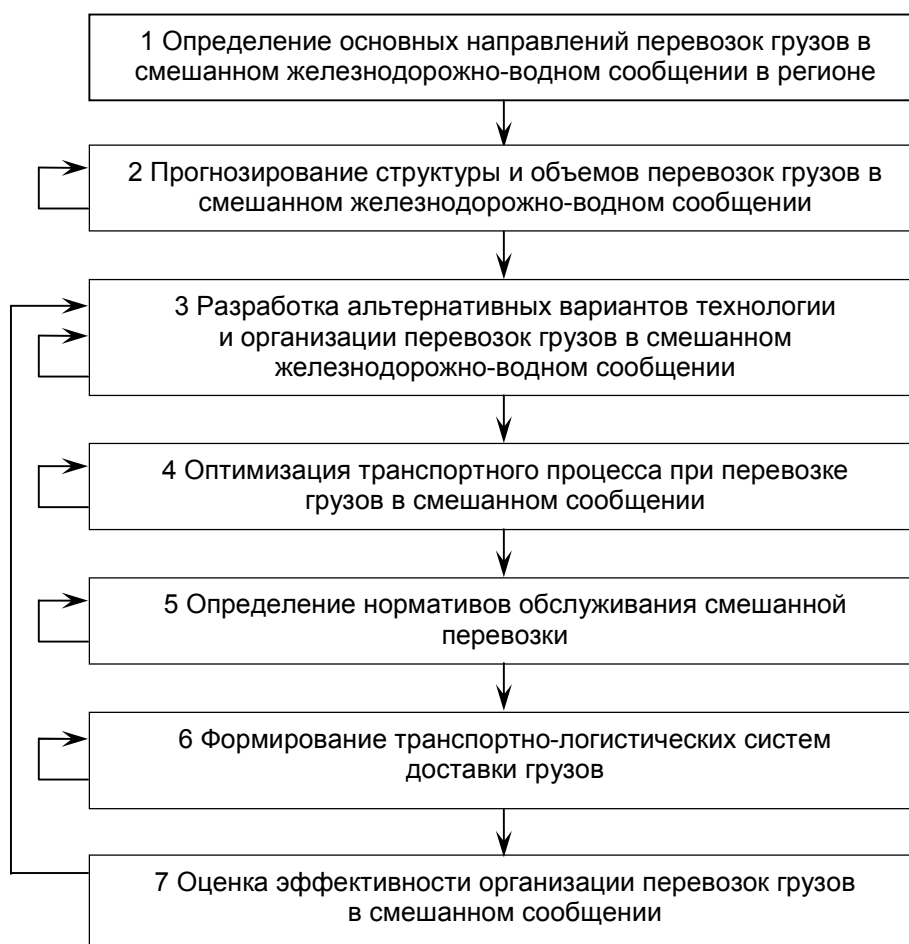 1 Определение основных направлений перевозок грузов в
смешанном железнодорожно-водном сообщении в регионе
2 Прогнозирование структуры и объемов перевозок грузов в
смешанном железнодорожно-водном сообщении
3 Разработка альтернативных вариантов технологии
и организации перевозок грузов в смешанном
железнодорожно-водном сообщении
4 Оптимизация транспортного процесса при перевозке
грузов в смешанном сообщении
5 Определение нормативов обслуживания смешанной
перевозки
6 Формирование транспортно-логистических систем
доставки грузов
7 Оценка эффективности организации перевозок грузов
в смешанном сообщении